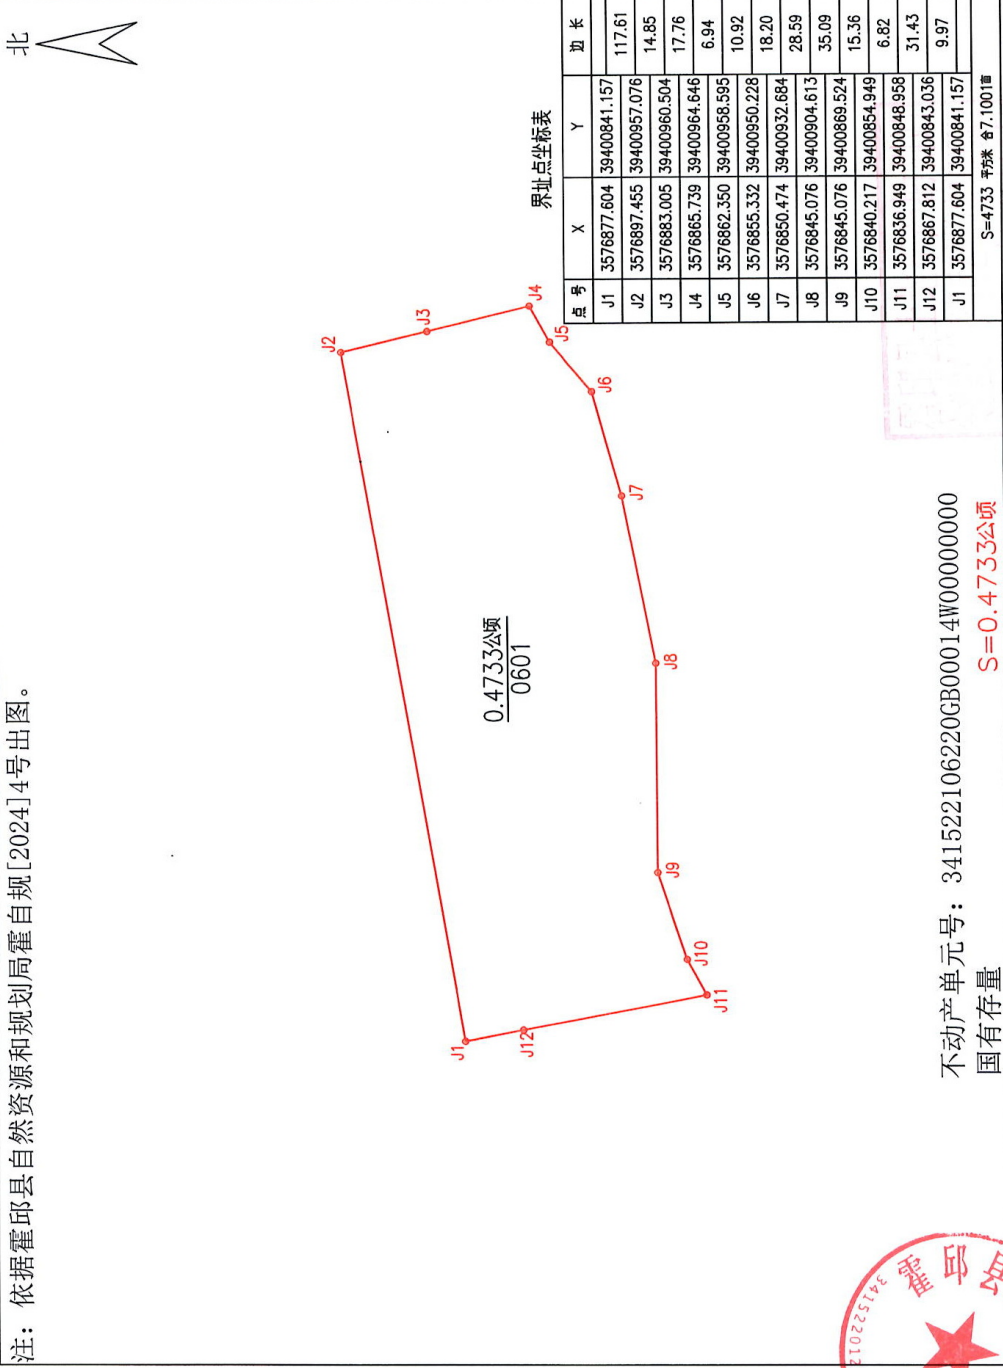 注：依据霍邱县自然资源和规划局霍自规[2024]4号出图。
北
J1
J2
J3
J4
J5
J6
J7
J8
J9
J10
J11
J12
0.4733公顷
0601
界址点坐标表
点号 X Y 边长
J1 3576877.604 39400841.157
117.61
J2 3576897.455 39400957.076
14.85
J3 3576883.005 39400960.504
17.76
J4 3576865.739 39400964.646
6.94
J5 3576862.350 39400958.595
10.92
J6 3576855.332 39400950.228
18.20
J7 3576850.474 39400932.684
28.59
J8 3576845.076 39400904.613
35.09
J9 3576845.076 39400869.524
15.36
J10 3576840.217 39400854.949
6.82
J11 3576836.949 39400848.958
31.43
J12 3576867.812 39400843.036
9.97
J1 3576877.604 39400841.157
S=4733 平方米 合7.1001亩
不动产单元号：341522106220GB00014W00000000
国有存量
S=0.4733公顷
霍邱县
34152201